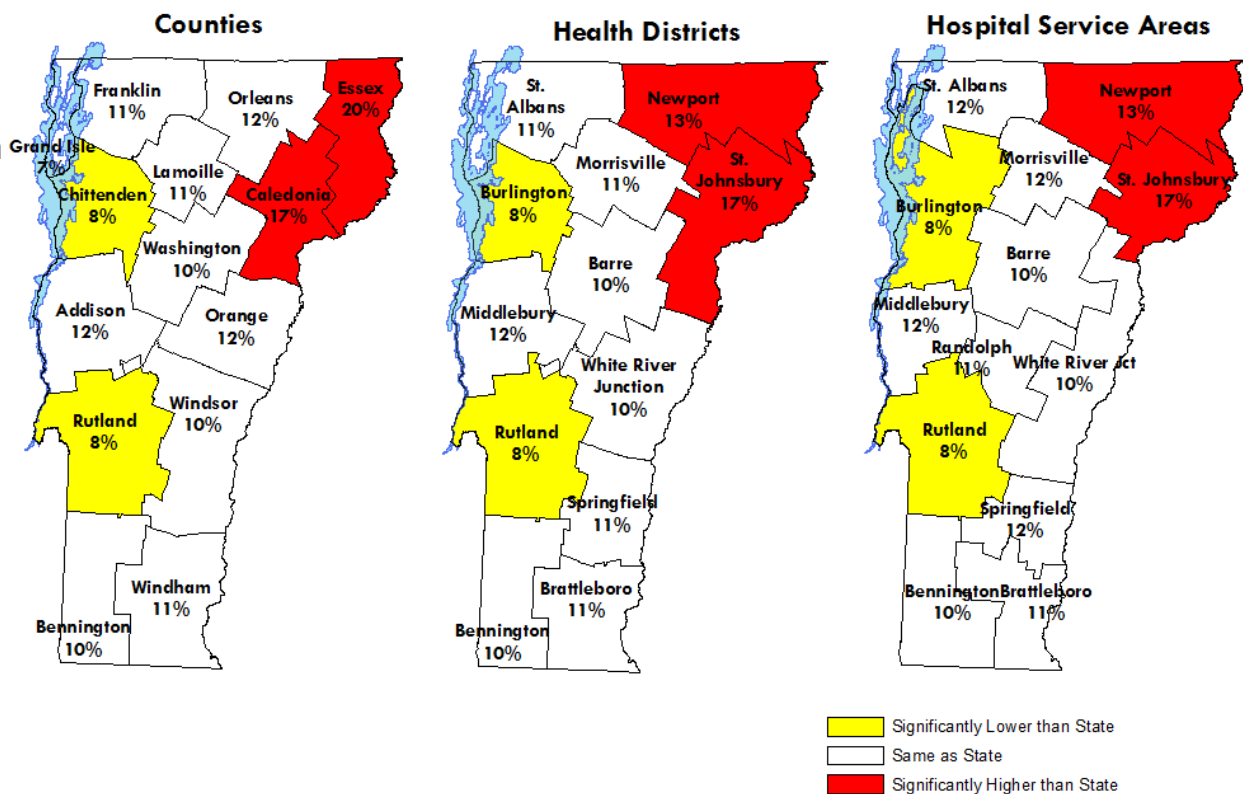 Counties
Franklin
11%
Orleans
12%
Essex
20%
Grand Isle
7%
Lamoille
11%
Chittenden
8%
Caledonia
17%
Washington
10%
Addison
12%
Orange
12%
Rutland
8%
Windsor
10%
Windham
11%
Bennington
10%
Health Districts
St.
Albans
11%
Newport
13%
Morrisville
11%
St.
Johnsbury
17%
Burlington
8%
Barre
10%
Middlebury
12%
White River
Junction
10%
Rutland
8%
Springfield
11%
Brattleboro
11%
Bennington
10%
Hospital Service Areas
St. Albans
12%
Newport
13%
Morrisville
12%
St. Johnsbury
17%
Burlington
8%
Barre
10%
Middlebury
12%
Randolph
11%
White River Jct
10%
Rutland
8%
Springfield
12%
Bennington
10%
Brattleboro
11%
Significantly Lower than State
Same as State
Significantly Higher than State